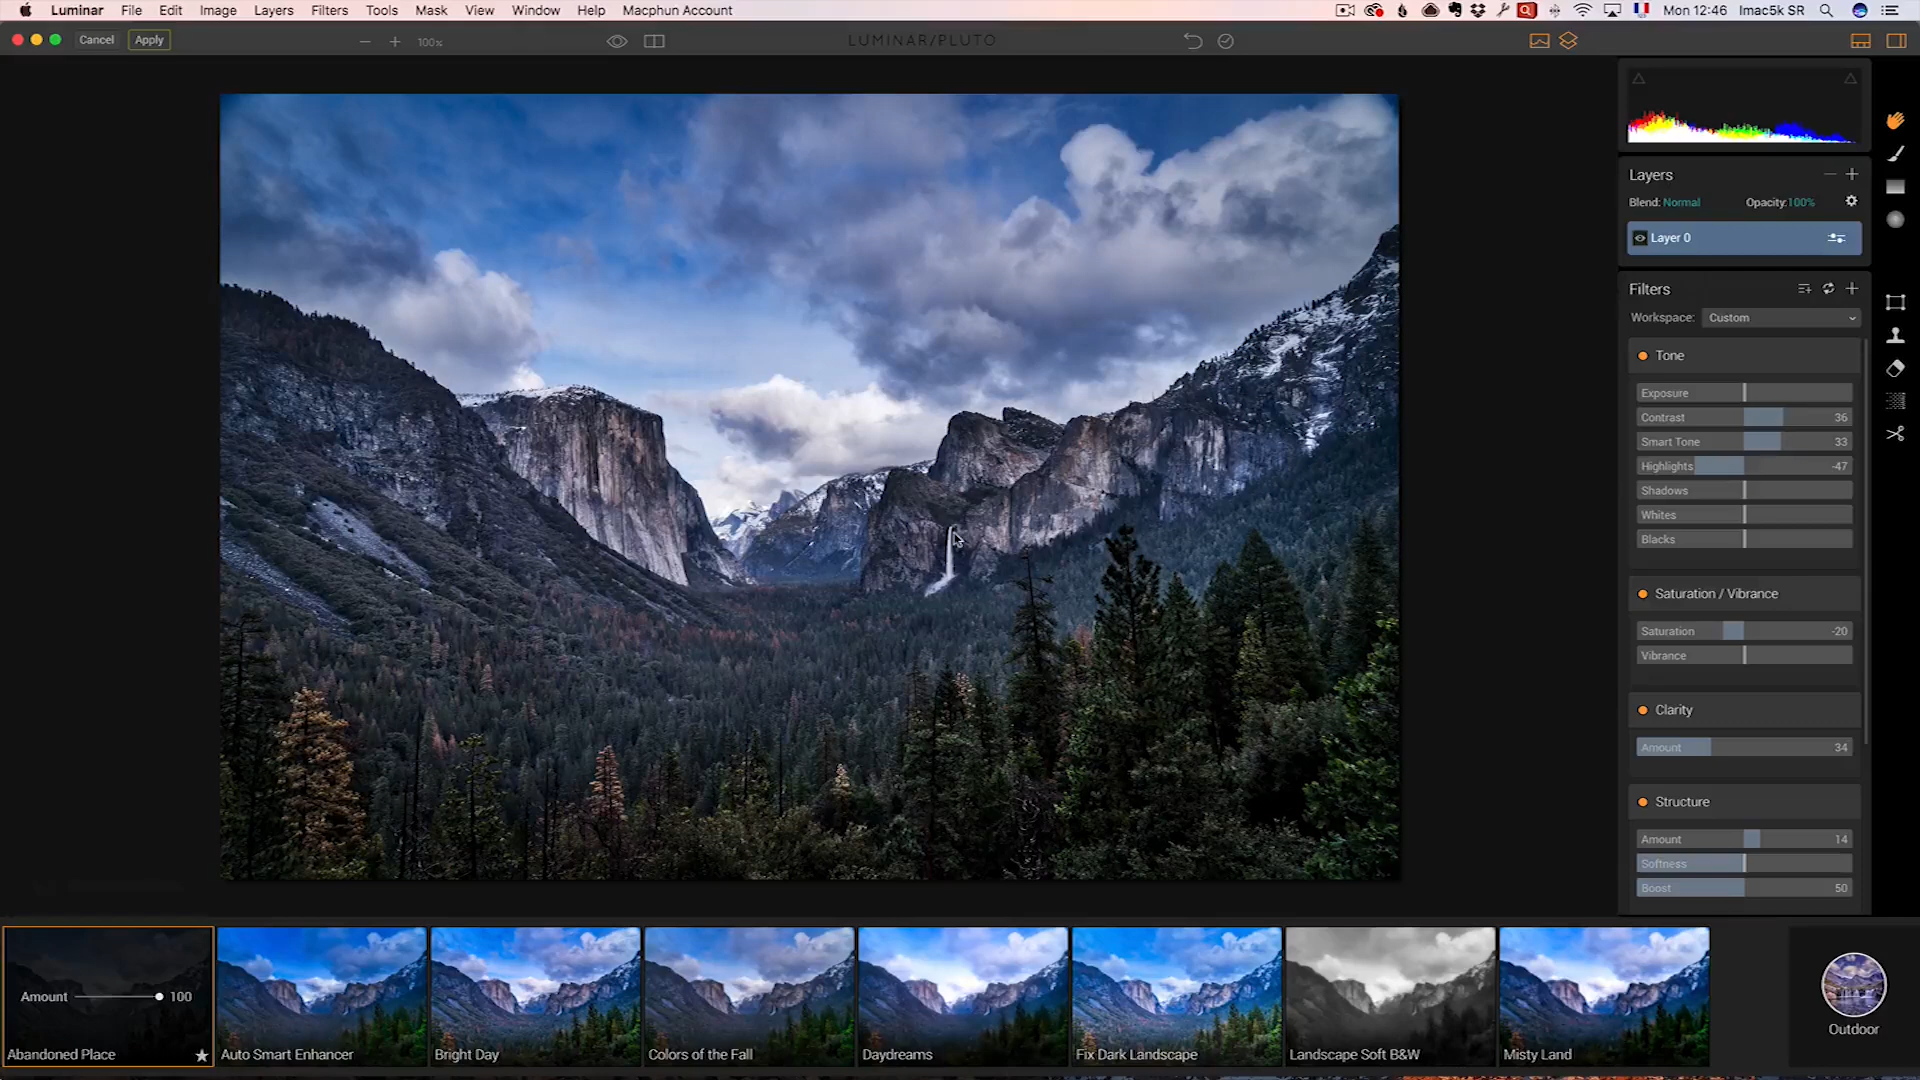 Luminar File Edit Image Layers Filters Tools Mask View Window Help Macphun Account Mon 12:46 Imac5k SR
Cancel Apply 100% LUMINAR/PLUTO
Layers
Blend: Normal Opacity:100%
Layer 0
Filters
Workspace: Custom
Tone
Exposure
Contrast 36
Smart Tone 33
Highlights -47
Shadows
Whites
Blacks
Saturation / Vibrance
Saturation -20
Vibrance
Clarity
Amount 34
Structure
Amount 14
Softness
Boost 50
Amount 100
Abandoned Place
Auto Smart Enhancer
Bright Day
Colors of the Fall
Daydreams
Fix Dark Landscape
Landscape Soft B&W
Misty Land
Outdoor